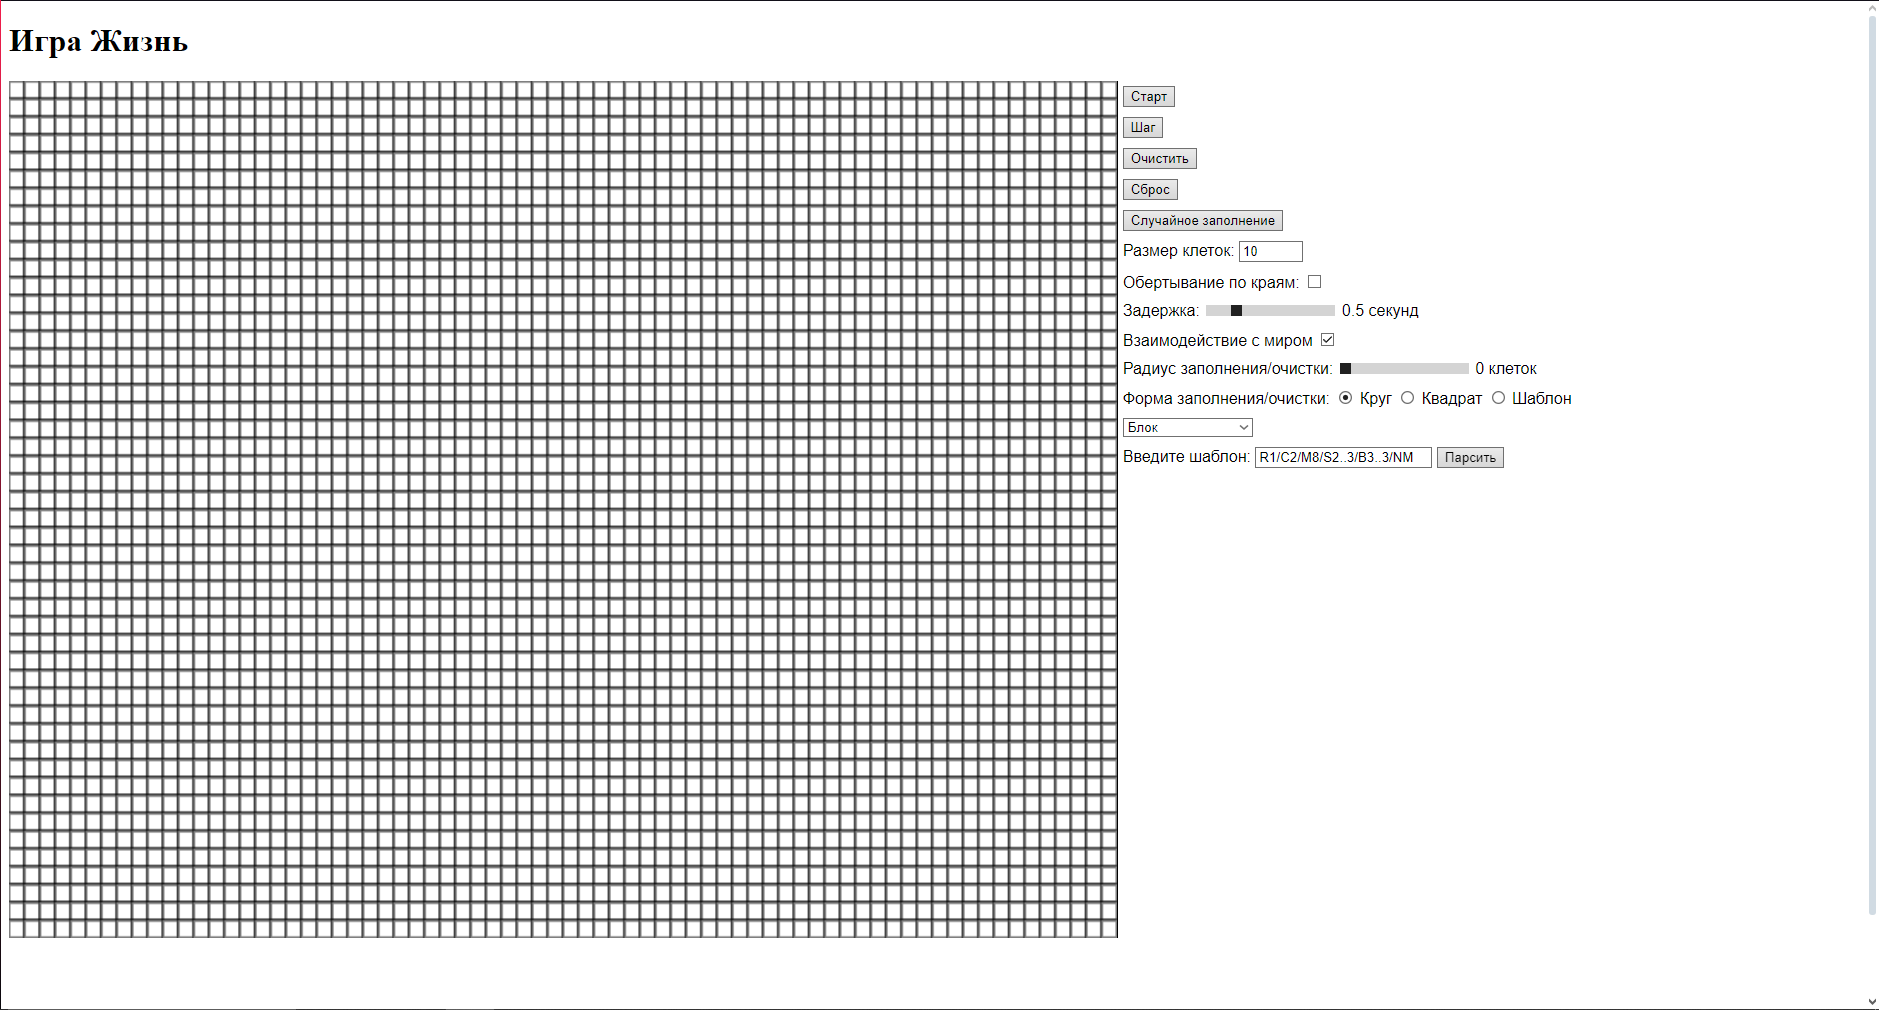 Игра Жизнь
Старт
Шаг
Очистить
Сброс
Случайное заполнение
Размер клеток: 10
Обертывание по краям:
Задержка: 0.5 секунд
Взаимодействие с миром
Радиус заполнения/очистки: 0 клеток
Форма заполнения/очистки: Круг Квадрат Шаблон
Блок
Введите шаблон: R1/C2/M8/S2..3/B3..3/NM Парсить